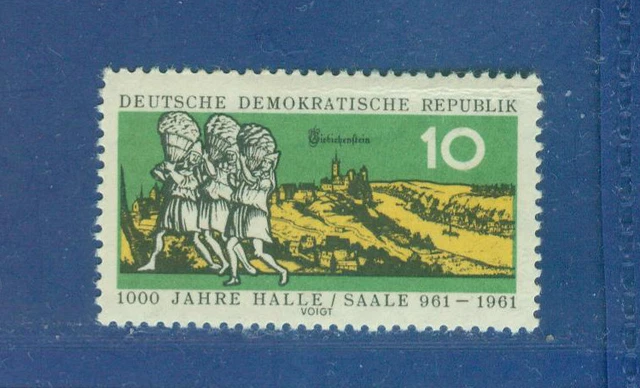 DEUTSCHE DEMOKRATISCHE REPUBLIK
Giebichenstein
10
1000 JAHRE HALLE / SAALE 961 – 1961
VOIGT